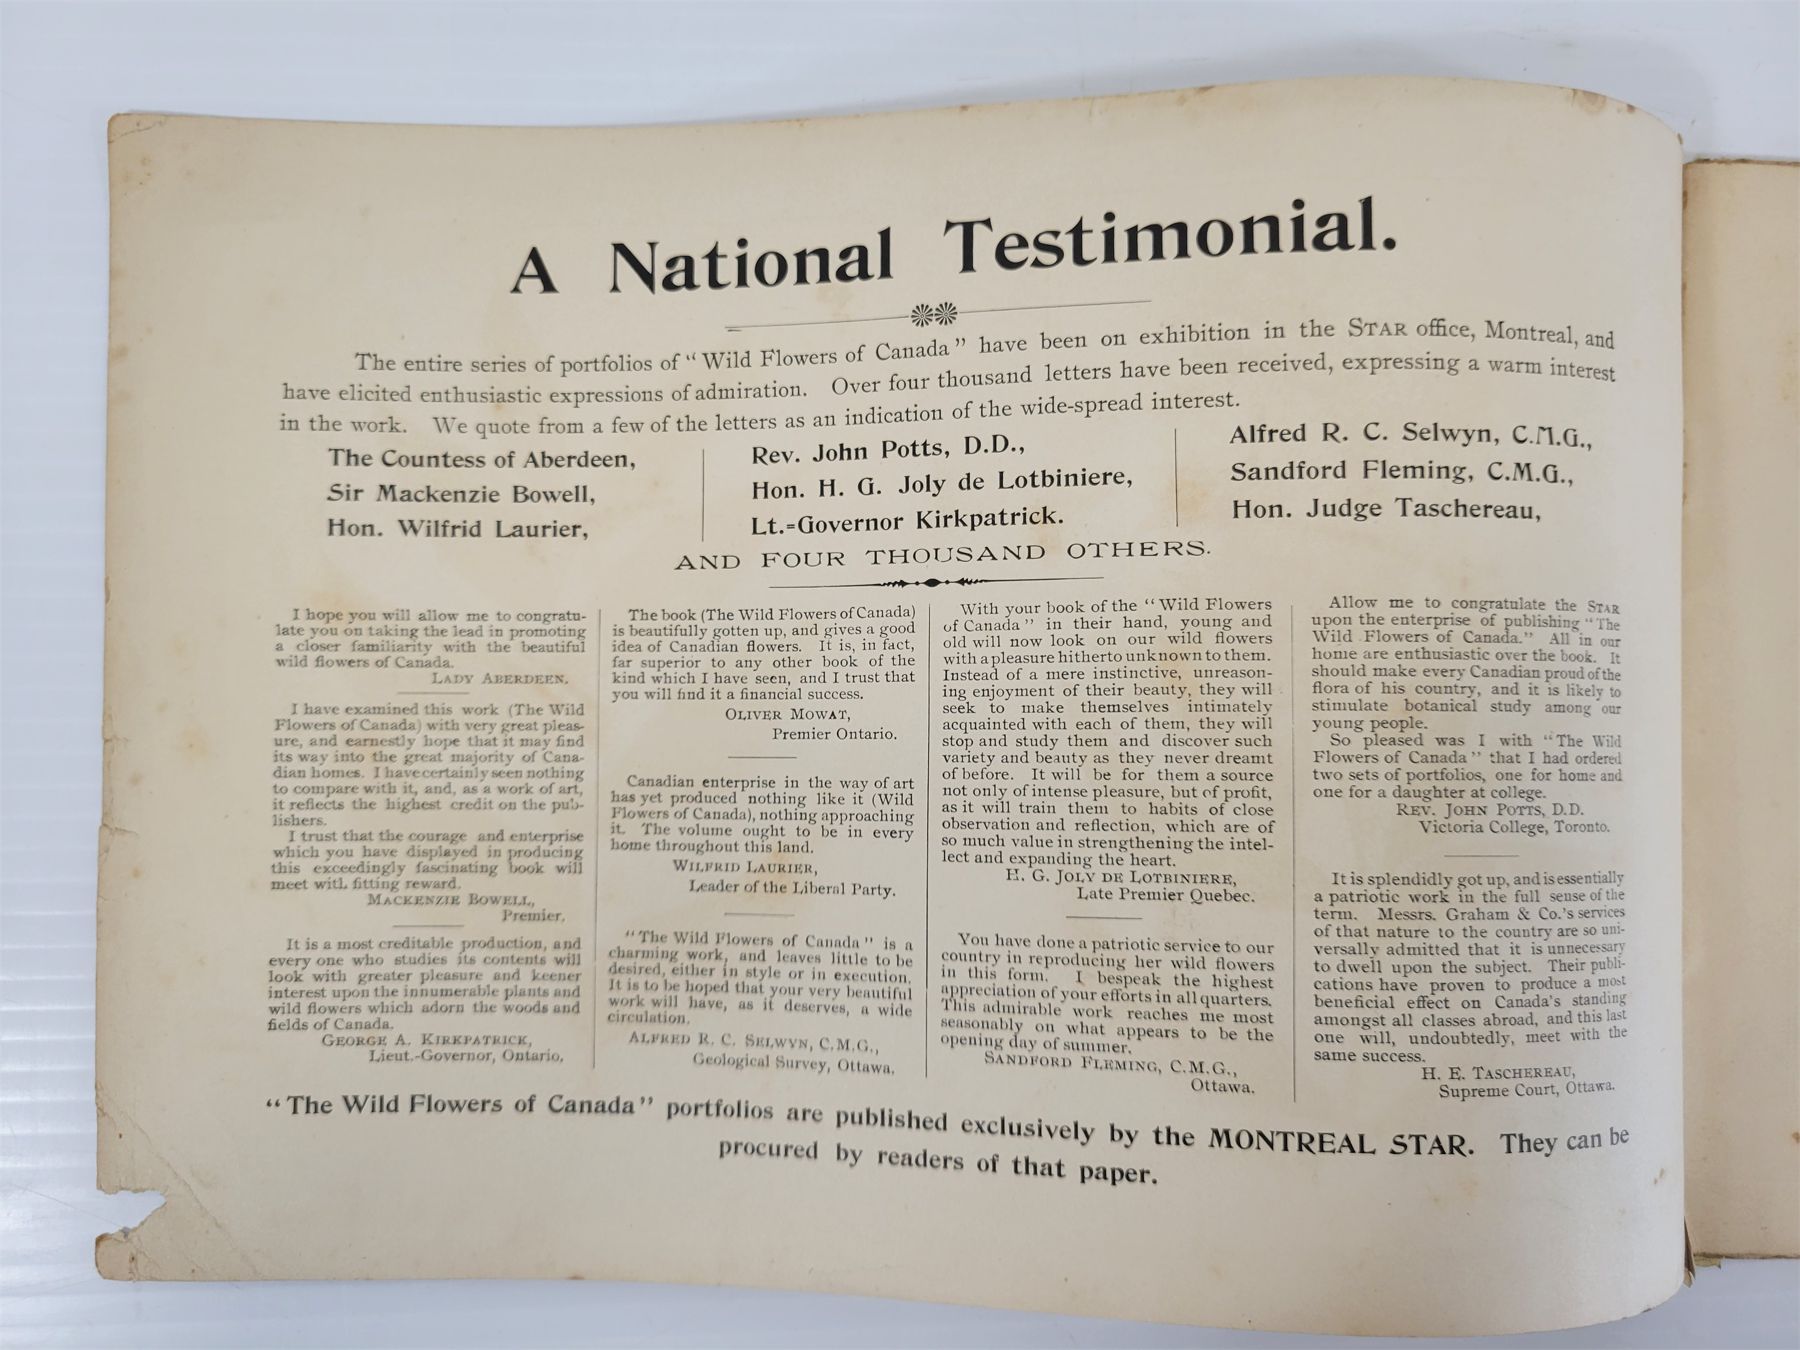 A National Testimonial.
The entire series of portfolios of "Wild Flowers of Canada" have been on exhibition in the STAR office, Montreal, and
have elicited enthusiastic expressions of admiration. Over four thousand letters have been received, expressing a warm interest
in the work. We quote from a few of the letters as an indication of the wide-spread interest.
The Countess of Aberdeen,
Sir Mackenzie Bowell,
Hon. Wilfrid Laurier,
Rev. John Potts, D.D.,
Hon. H. G. Joly de Lotbiniere,
Lt.=Governor Kirkpatrick.
Alfred R. C. Selwyn, C.M.G.,
Sandford Fleming, C.M.G.,
Hon. Judge Taschereau,
AND FOUR THOUSAND OTHERS.
I hope you will allow me to congratu-
late you on taking the lead in promoting
a closer familiarity with the beautiful
wild flowers of Canada.
LADY ABERDEEN.
I have examined this work (The Wild
Flowers of Canada) with very great pleas-
ure, and earnestly hope that it may find
its way into the great majority of Cana-
dian homes. I have certainly seen nothing
to compare with it, and, as a work of art,
it reflects the highest credit on the pub-
lishers.
I trust that the courage and enterprise
which you have displayed in producing
this exceedingly fascinating book will
meet with fitting reward.
MACKENZIE BOWELL,
Premier.
It is a most creditable production, and
every one who studies its contents will
look with greater pleasure and keener
interest upon the innumerable plants and
wild flowers which adorn the woods and
fields of Canada.
GEORGE A. KIRKPATRICK,
Lieut.-Governor, Ontario.
The book (The Wild Flowers of Canada)
is beautifully gotten up, and gives a good
idea of Canadian flowers. It is, in fact,
far superior to any other book of the
kind which I have seen, and I trust that
you will find it a financial success.
OLIVER MOWAT,
Premier Ontario.
Canadian enterprise in the way of art
has yet produced nothing like it (Wild
Flowers of Canada), nothing approaching
it. The volume ought to be in every
home throughout this land.
WILFRID LAURIER,
Leader of the Liberal Party.
"The Wild Flowers of Canada" is a
charming work, and leaves little to be
desired, either in style or in execution.
It is to be hoped that your very beautiful
work will have, as it deserves, a wide
circulation.
ALFRED R. C. SELWYN, C.M.G.,
Geological Survey, Ottawa.
With your book of the "Wild Flowers
of Canada" in their hand, young and
old will now look on our wild flowers
with a pleasure hitherto unknown to them.
Instead of a mere instinctive, unreason-
ing enjoyment of their beauty, they will
seek to make themselves intimately
acquainted with each of them, they will
stop and study them and discover such
variety and beauty as they never dreamt
of before. It will be for them a source
not only of intense pleasure, but of profit,
as it will train them to habits of close
observation and reflection, which are of
so much value in strengthening the intel-
lect and expanding the heart.
H. G. JOLY DE LOTBINIERE,
Late Premier Quebec.
You have done a patriotic service to our
country in reproducing her wild flowers
in this form. I bespeak the highest
appreciation of your efforts in all quarters.
This admirable work reaches me most
seasonably on what appears to be the
opening day of summer.
SANDFORD FLEMING, C.M.G.,
Ottawa.
Allow me to congratulate the STAR
upon the enterprise of publishing "The
Wild Flowers of Canada." All in our
home are enthusiastic over the book. It
should make every Canadian proud of the
flora of his country, and it is likely to
stimulate botanical study among our
young people.
So pleased was I with "The Wild
Flowers of Canada" that I had ordered
two sets of portfolios, one for home and
one for a daughter at college.
REV. JOHN POTTS, D.D.
Victoria College, Toronto.
It is splendidly got up, and is essentially
a patriotic work in the full sense of the
term. Messrs. Graham & Co.'s services
of that nature to the country are so uni-
versally admitted that it is unnecessary
to dwell upon the subject. Their publi-
cations have proven to produce a most
beneficial effect on Canada's standing
amongst all classes abroad, and this last
one will, undoubtedly, meet with the
same success.
H. E. TASCHEREAU,
Supreme Court, Ottawa.
"The Wild Flowers of Canada" portfolios are published exclusively by the MONTREAL STAR. They can be
procured by readers of that paper.